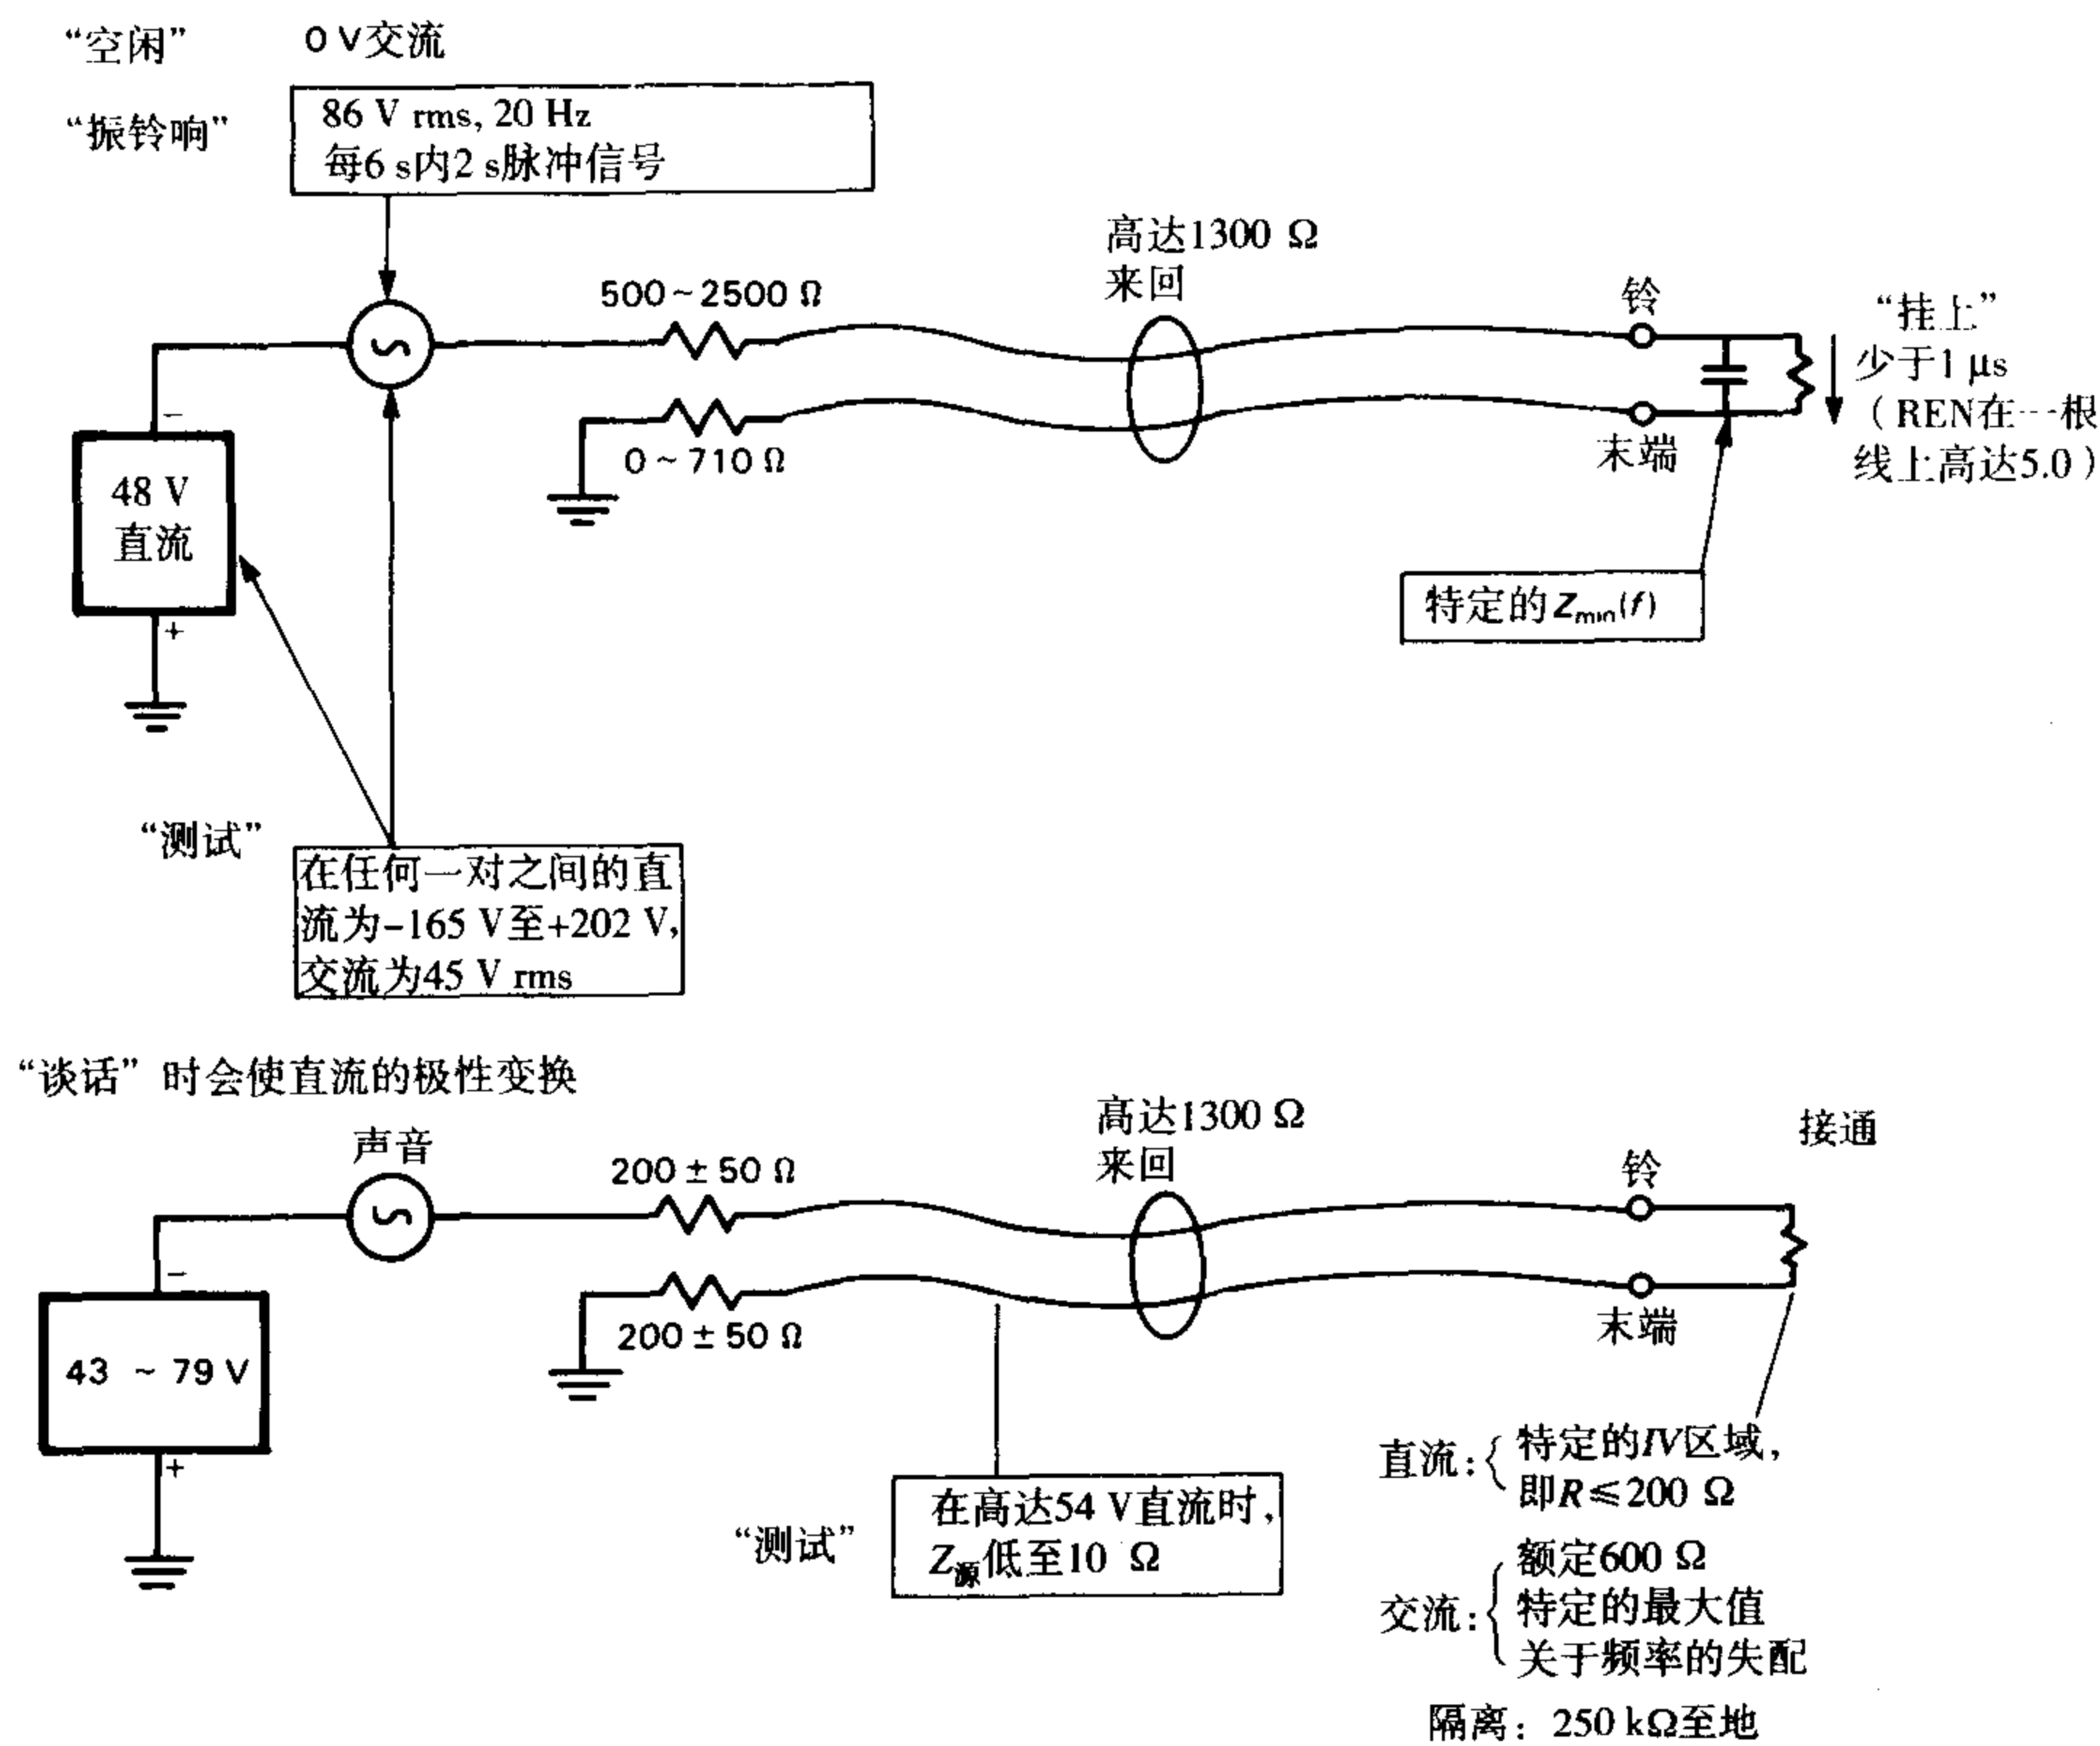 “空闲” 0 V交流
“振铃响”
86 V rms, 20 Hz
每6 s内2 s脉冲信号
高达1300 Ω
来回
500~2500 Ω
0~710 Ω
铃
末端
“挂上”
少于1 μs
(REN在一根
线上高达5.0)
−
48 V
直流
+
特定的Zmin(f)
“测试”
在任何一对之间的直
流为-165 V至+202 V,
交流为45 V rms
“谈话”时会使直流的极性变换
声音
200 ± 50 Ω
200 ± 50 Ω
高达1300 Ω
来回
铃
末端
接通
−
43 ~ 79 V
+
“测试”
在高达54 V直流时,
Z源低至10 Ω
直流: { 特定的IV区域,
即R≤200 Ω
额定600 Ω
交流: { 特定的最大值
关于频率的失配
隔离: 250 kΩ至地